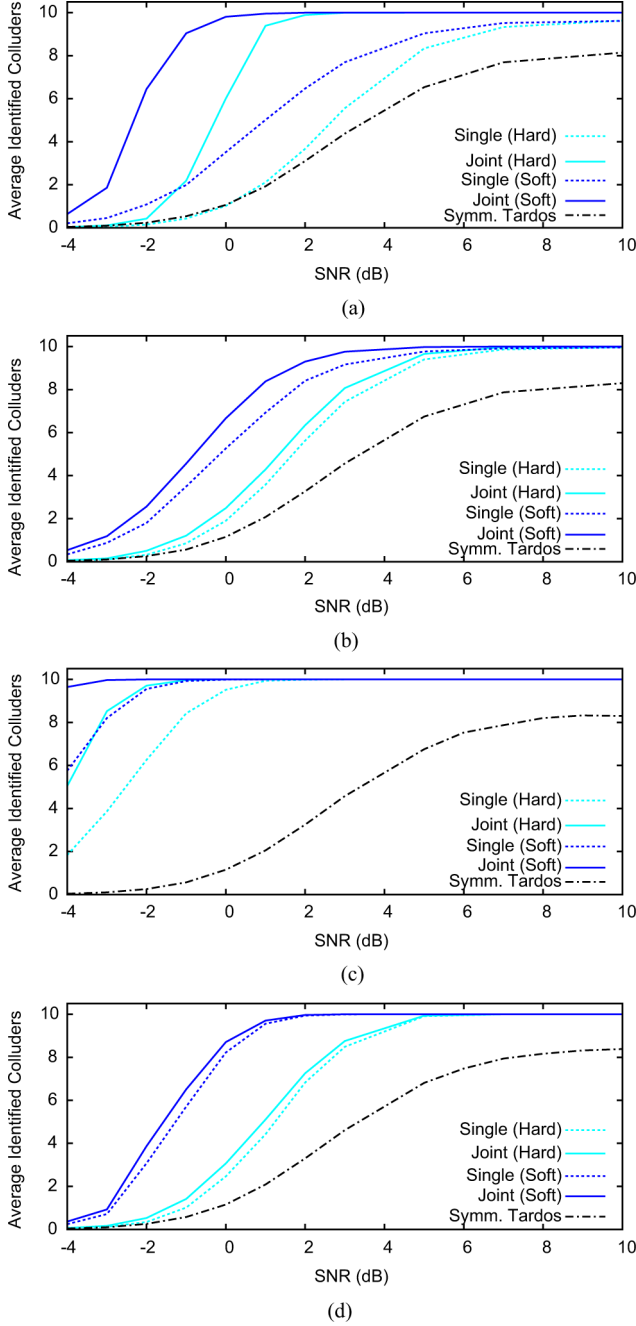 Average Identified Colluders
10
8
6
4
2
0
-4
-2
0
2
4
6
8
10
SNR (dB)
Single (Hard)
Joint (Hard)
Single (Soft)
Joint (Soft)
Symm. Tardos
(a)
Average Identified Colluders
10
8
6
4
2
0
-4
-2
0
2
4
6
8
10
SNR (dB)
Single (Hard)
Joint (Hard)
Single (Soft)
Joint (Soft)
Symm. Tardos
(b)
Average Identified Colluders
10
8
6
4
2
0
-4
-2
0
2
4
6
8
10
SNR (dB)
Single (Hard)
Joint (Hard)
Single (Soft)
Joint (Soft)
Symm. Tardos
(c)
Average Identified Colluders
10
8
6
4
2
0
-4
-2
0
2
4
6
8
10
SNR (dB)
Single (Hard)
Joint (Hard)
Single (Soft)
Joint (Soft)
Symm. Tardos
(d)